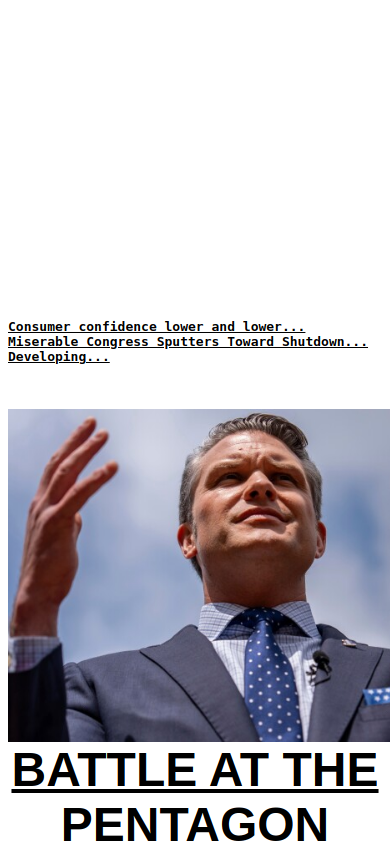 Consumer confidence lower and lower...
Miserable Congress Sputters Toward Shutdown...
Developing...
BATTLE AT THE
PENTAGON